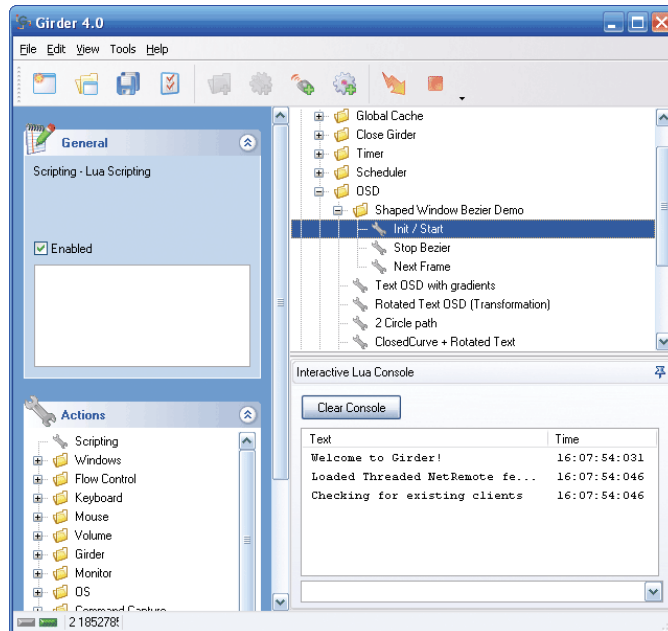 Girder 4.0
File Edit View Tools Help
General
Scripting - Lua Scripting
Enabled
Actions
Scripting
Windows
Flow Control
Keyboard
Mouse
Volume
Girder
Monitor
OS
Command Capture
Global Cache
Close Girder
Timer
Scheduler
OSD
Shaped Window Bezier Demo
Init / Start
Stop Bezier
Next Frame
Text OSD with gradients
Rotated Text OSD (Transformation)
2 Circle path
ClosedCurve + Rotated Text
Interactive Lua Console
Clear Console
Text Time
Welcome to Girder! 16:07:54:031
Loaded Threaded NetRemote fe... 16:07:54:046
Checking for existing clients 16:07:54:046